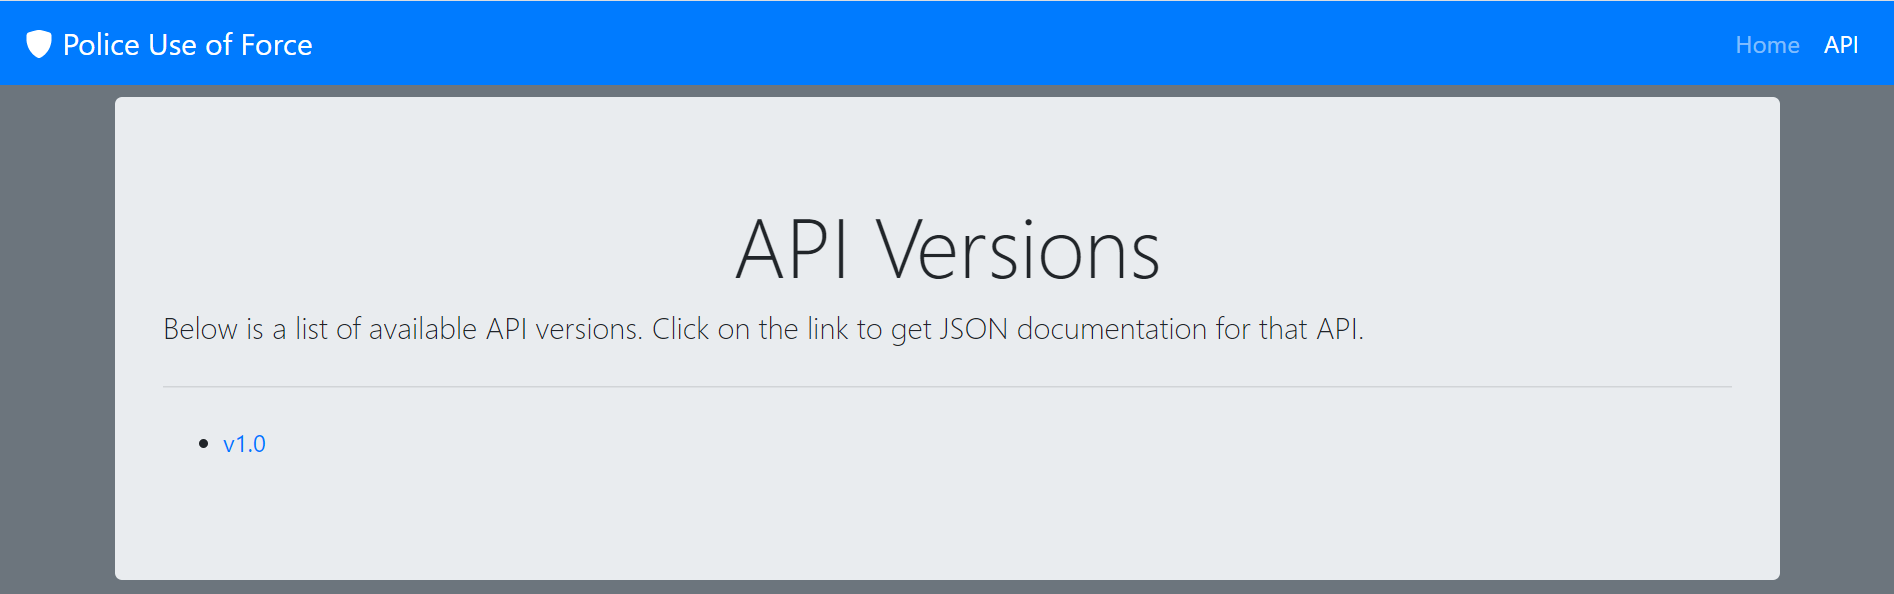 Police Use of Force
Home
API
API Versions
Below is a list of available API versions. Click on the link to get JSON documentation for that API.
v1.0